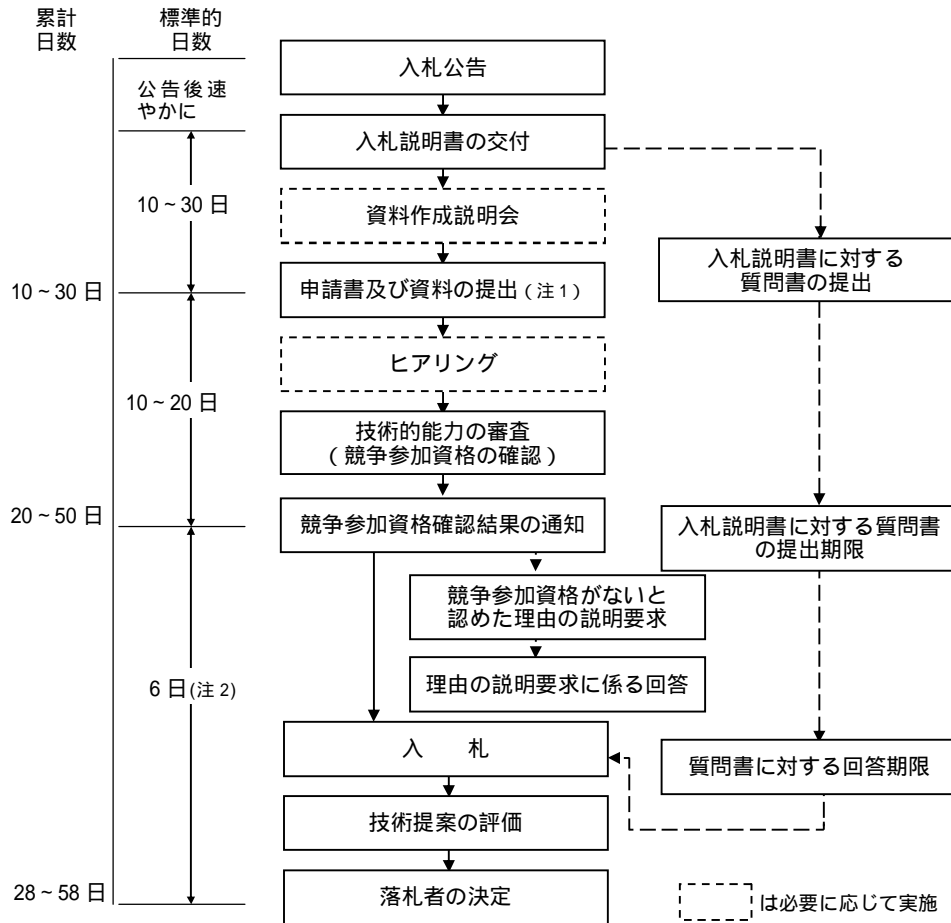 累計
日数
標準的
日数
公告後速
やかに
10~30日
10~30日
10~20日
20~50日
6日(注2)
28~58日
入札公告
入札説明書の交付
資料作成説明会
申請書及び資料の提出(注1)
ヒアリング
技術的能力の審査
(競争参加資格の確認)
競争参加資格確認結果の通知
競争参加資格がないと
認めた理由の説明要求
理由の説明要求に係る回答
入 札
技術提案の評価
落札者の決定
入札説明書に対する
質問書の提出
入札説明書に対する質問書
の提出期限
質問書に対する回答期限
は必要に応じて実施